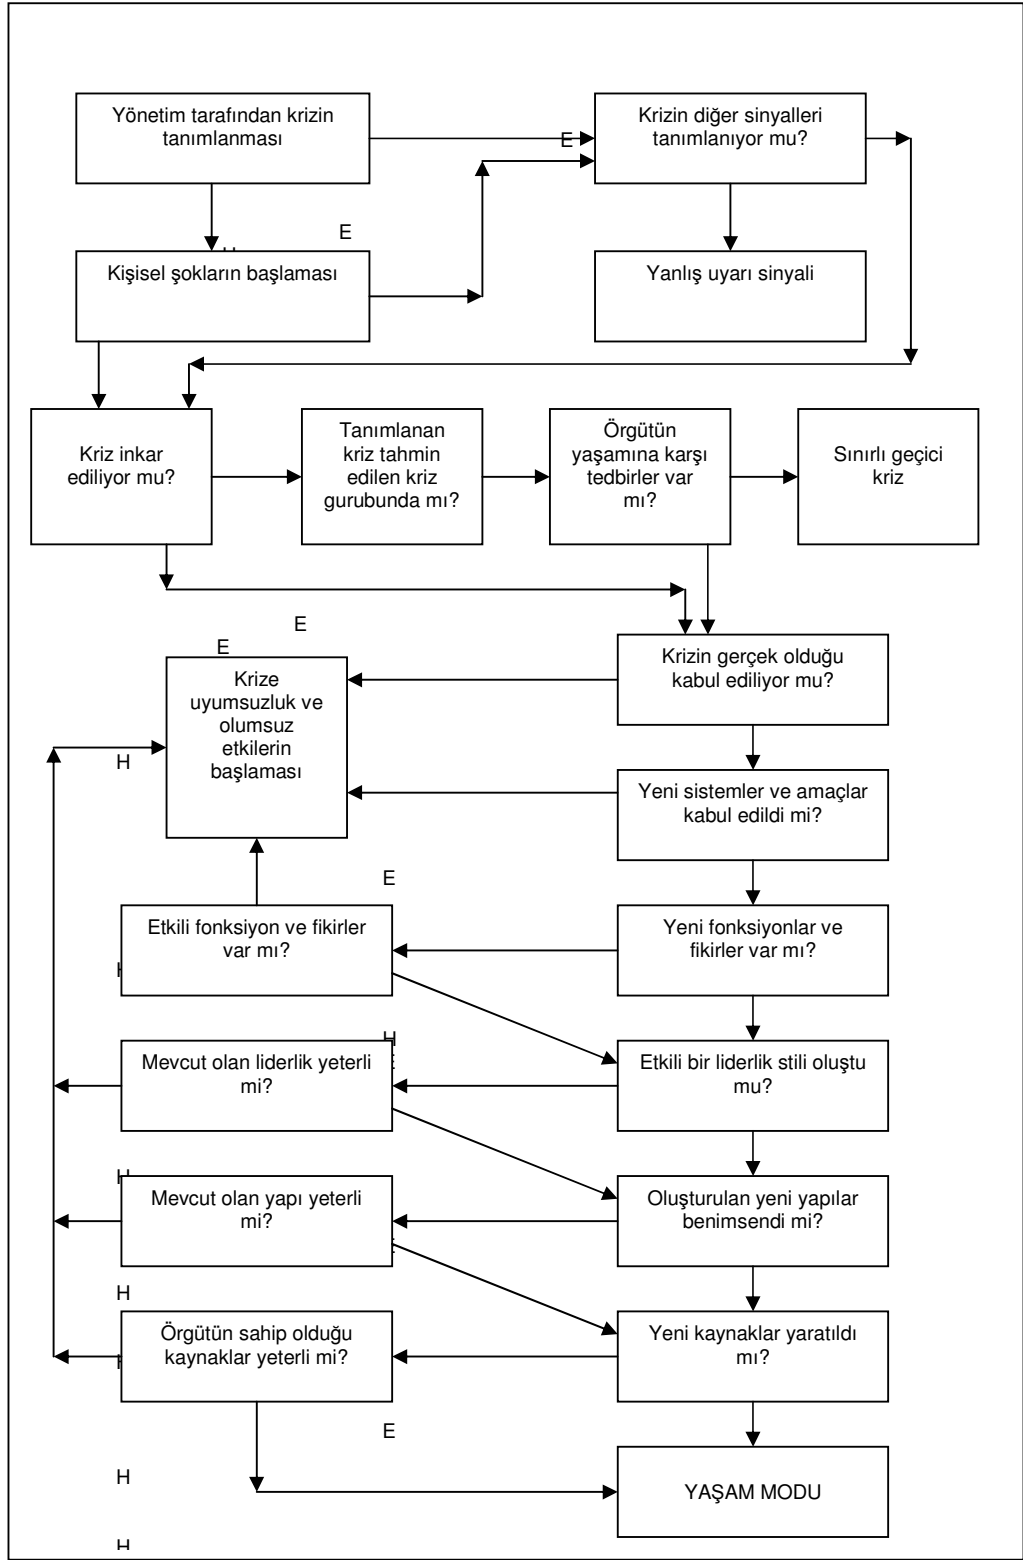 Yönetim tarafından krizin
tanımlanması
Krizin diğer sinyalleri
tanımlanıyor mu?
E
E
Kişisel şokların başlaması
Yanlış uyarı sinyali
Kriz inkar
ediliyor mu?
Tanımlanan
kriz tahmin
edilen kriz
gurubunda mı?
Örgütün
yaşamına karşı
tedbirler var
mı?
Sınırlı geçici
kriz
E
E
Krizin gerçek olduğu
kabul ediliyor mu?
Krize
uyumsuzluk ve
olumsuz
etkilerin
başlaması
H
Yeni sistemler ve amaçlar
kabul edildi mi?
E
Etkili fonksiyon ve fikirler
var mı?
Yeni fonksiyonlar ve
fikirler var mı?
H
Mevcut olan liderlik yeterli
mi?
Etkili bir liderlik stili oluştu
mu?
H
Mevcut olan yapı yeterli
mi?
Oluşturulan yeni yapılar
benimsendi mi?
H
Örgütün sahip olduğu
kaynaklar yeterli mi?
Yeni kaynaklar yaratıldı
mı?
E
H
YAŞAM MODU
H